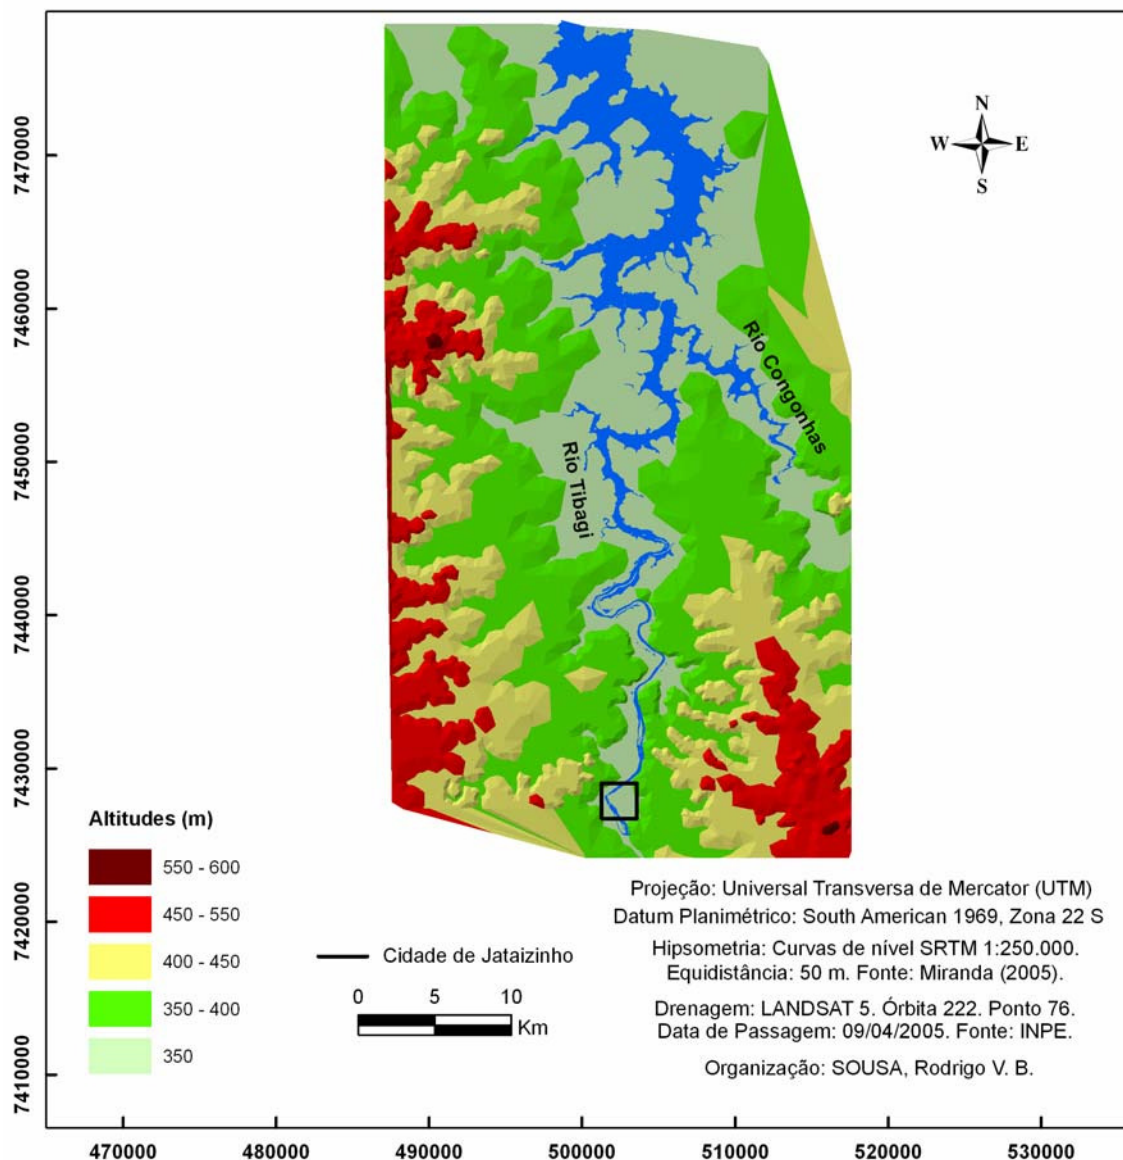 N
W E
S
7470000
7460000
7450000
7440000
7430000
7420000
7410000
Rio Congonhas
Rio Tibagi
Altitudes (m)
550 - 600
450 - 550
400 - 450
350 - 400
350
Cidade de Jataizinho
0 5 10
Km
Projeção: Universal Transversa de Mercator (UTM)
Datum Planimétrico: South American 1969, Zona 22 S
Hipsometria: Curvas de nível SRTM 1:250.000.
Equidistância: 50 m. Fonte: Miranda (2005).
Drenagem: LANDSAT 5. Órbita 222. Ponto 76.
Data de Passagem: 09/04/2005. Fonte: INPE.
Organização: SOUSA, Rodrigo V. B.
470000 480000 490000 500000 510000 520000 530000